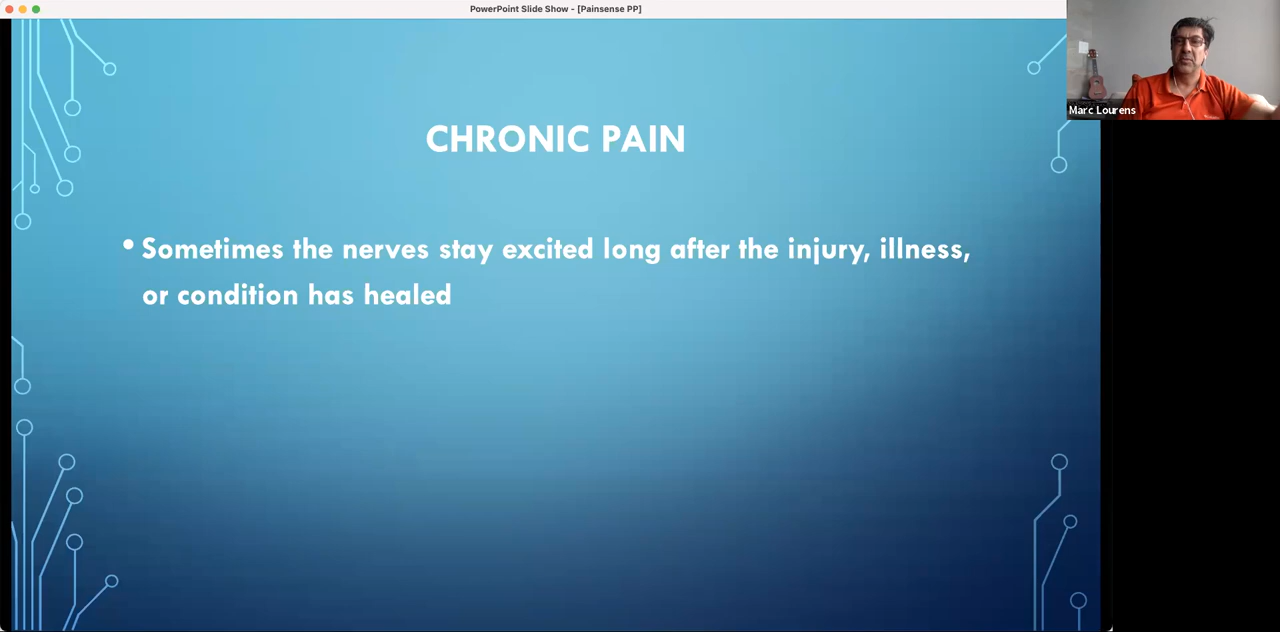 PowerPoint Slide Show - [Painsense PP]
Marc Lourens
CHRONIC PAIN
• Sometimes the nerves stay excited long after the injury, illness,
or condition has healed